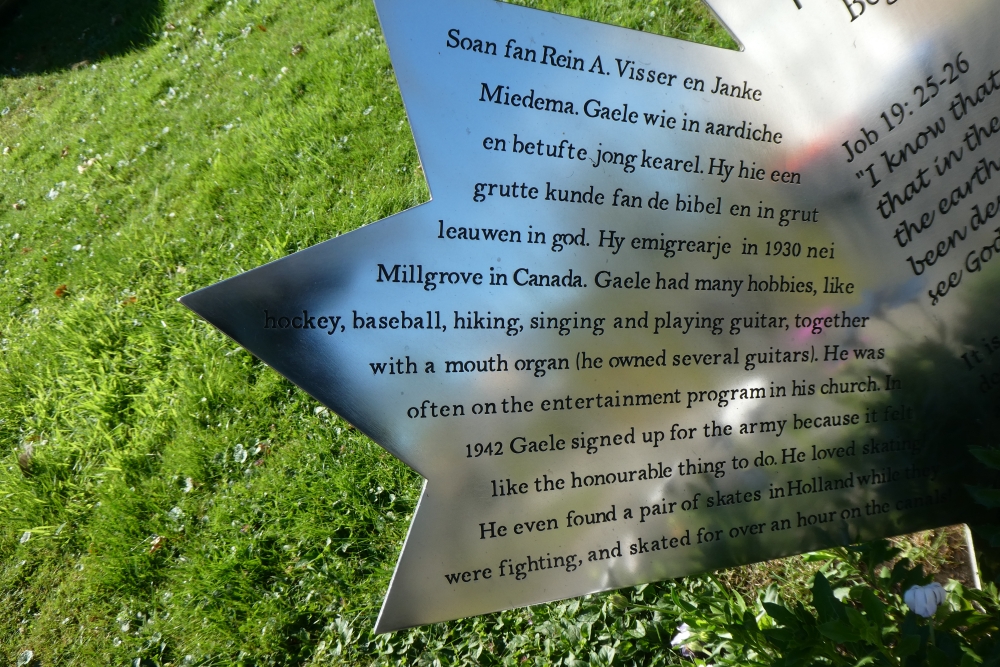 Soan fan Rein A. Visser en Janke
Miedema. Gaele wie in aardiche
en betufte jong kearel. Hy hie een
grutte kunde fan de bibel en in grut
leauwen in god. Hy emigrearje in 1930 nei
Millgrove in Canada. Gaele had many hobbies, like
hockey, baseball, hiking, singing and playing guitar, together
with a mouth organ (he owned several guitars). He was
often on the entertainment program in his church. In
1942 Gaele signed up for the army because it felt
like the honourable thing to do. He loved skating.
He even found a pair of skates in Holland while they
were fighting, and skated for over an hour on the canals
Job 19: 25-26
"I know that
that in the
the earth
been
see God
It is